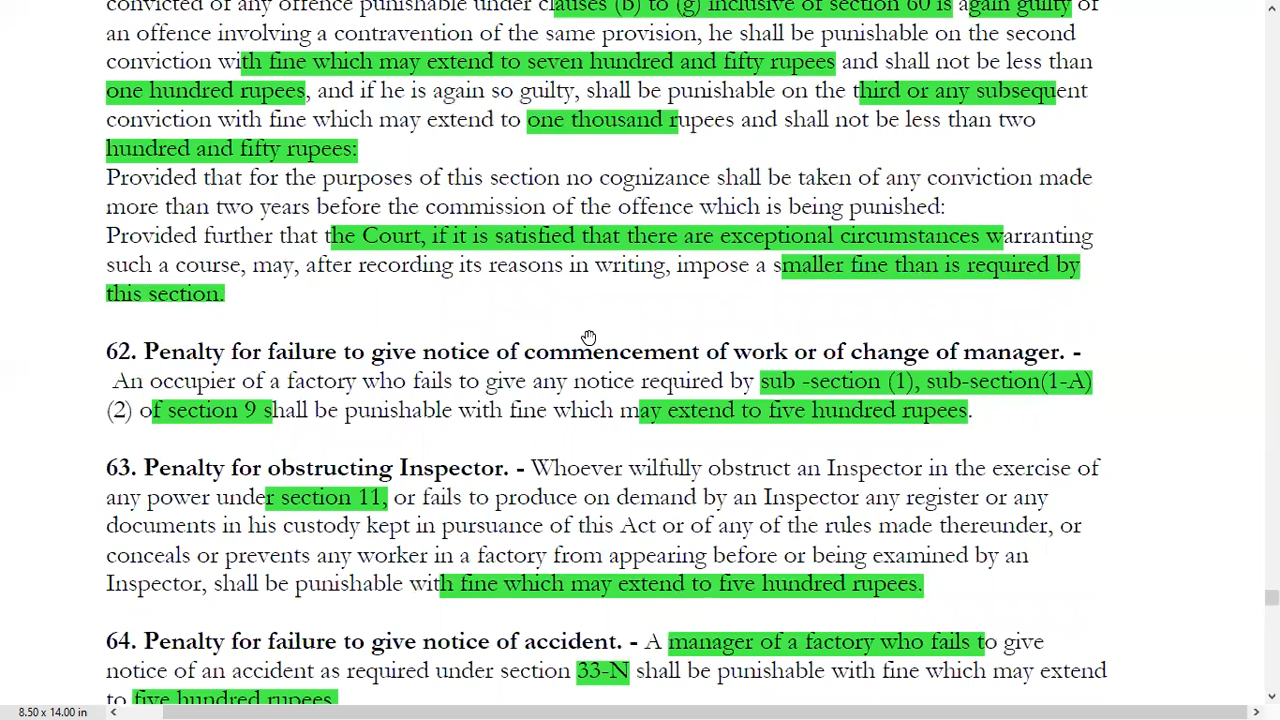 convicted of any offence punishable under clauses (b) to (g) inclusive of section 60 is again guilty of
an offence involving a contravention of the same provision, he shall be punishable on the second
conviction with fine which may extend to seven hundred and fifty rupees and shall not be less than
one hundred rupees, and if he is again so guilty, shall be punishable on the third or any subsequent
conviction with fine which may extend to one thousand rupees and shall not be less than two
hundred and fifty rupees:
Provided that for the purposes of this section no cognizance shall be taken of any conviction made
more than two years before the commission of the offence which is being punished:
Provided further that the Court, if it is satisfied that there are exceptional circumstances warranting
such a course, may, after recording its reasons in writing, impose a smaller fine than is required by
this section.
62. Penalty for failure to give notice of commencement of work or of change of manager. -
An occupier of a factory who fails to give any notice required by sub -section (1), sub-section(1-A)
(2) of section 9 shall be punishable with fine which may extend to five hundred rupees.
63. Penalty for obstructing Inspector. - Whoever wilfully obstruct an Inspector in the exercise of
any power under section 11, or fails to produce on demand by an Inspector any register or any
documents in his custody kept in pursuance of this Act or of any of the rules made thereunder, or
conceals or prevents any worker in a factory from appearing before or being examined by an
Inspector, shall be punishable with fine which may extend to five hundred rupees.
64. Penalty for failure to give notice of accident. - A manager of a factory who fails to give
notice of an accident as required under section 33-N shall be punishable with fine which may extend
to five hundred rupees.
8.50 x 14.00 in